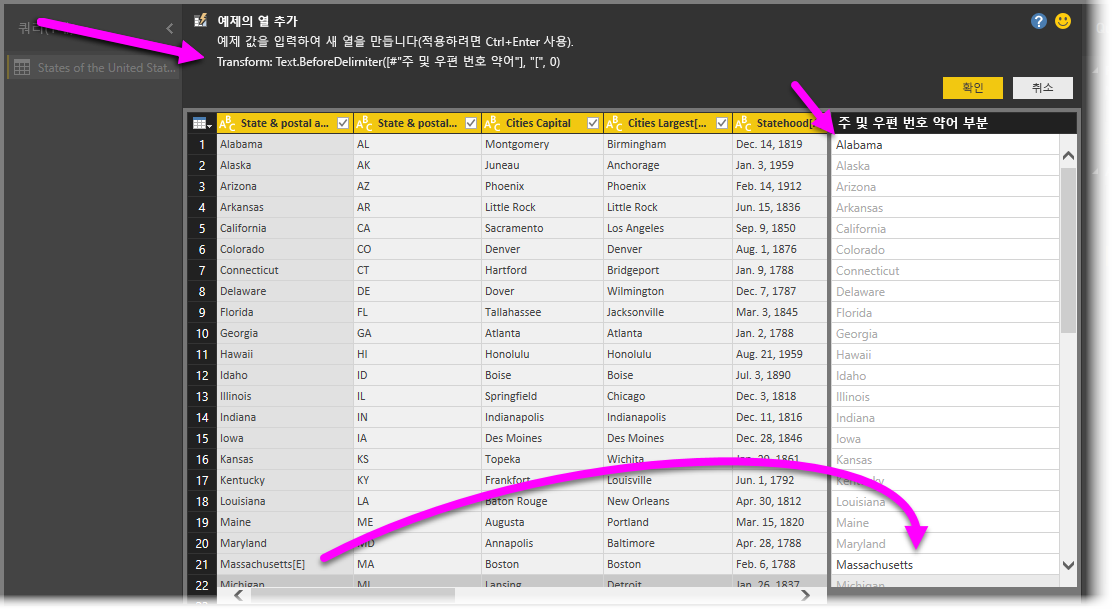 쿼리
예제의 열 추가
예제 값을 입력하여 새 열을 만듭니다(적용하려면 Ctrl+Enter 사용).
States of the United Stat...
Transform: Text.BeforeDelimiter([#"주 및 우편 번호 약어"], "[", 0)
확인 취소
State & postal a... State & postal... Cities Capital Cities Largest[... Statehood[ 주 및 우편 번호 약어 부분
1 Alabama AL Montgomery Birmingham Dec. 14, 1819 Alabama
2 Alaska AK Juneau Anchorage Jan. 3, 1959 Alaska
3 Arizona AZ Phoenix Phoenix Feb. 14, 1912 Arizona
4 Arkansas AR Little Rock Little Rock Jun. 15, 1836 Arkansas
5 California CA Sacramento Los Angeles Sep. 9, 1850 California
6 Colorado CO Denver Denver Aug. 1, 1876 Colorado
7 Connecticut CT Hartford Bridgeport Jan. 9, 1788 Connecticut
8 Delaware DE Dover Wilmington Dec. 7, 1787 Delaware
9 Florida FL Tallahassee Jacksonville Mar. 3, 1845 Florida
10 Georgia GA Atlanta Atlanta Jan. 2, 1788 Georgia
11 Hawaii HI Honolulu Honolulu Aug. 21, 1959 Hawaii
12 Idaho ID Boise Boise Jul. 3, 1890 Idaho
13 Illinois IL Springfield Chicago Dec. 3, 1818 Illinois
14 Indiana IN Indianapolis Indianapolis Dec. 11, 1816 Indiana
15 Iowa IA Des Moines Des Moines Dec. 28, 1846 Iowa
16 Kansas KS Topeka Wichita Jan. 29, 1861 Kansas
17 Kentucky KY Frankfort Louisville Jun. 1, 1792 Kentucky
18 Louisiana LA Baton Rouge New Orleans Apr. 30, 1812 Louisiana
19 Maine ME Augusta Portland Mar. 15, 1820 Maine
20 Maryland MD Annapolis Baltimore Apr. 28, 1788 Maryland
21 Massachusetts[E] MA Boston Boston Feb. 6, 1788 Massachusetts
22 Michigan MI Lansing Detroit Jan. 26, 1837 Michigan